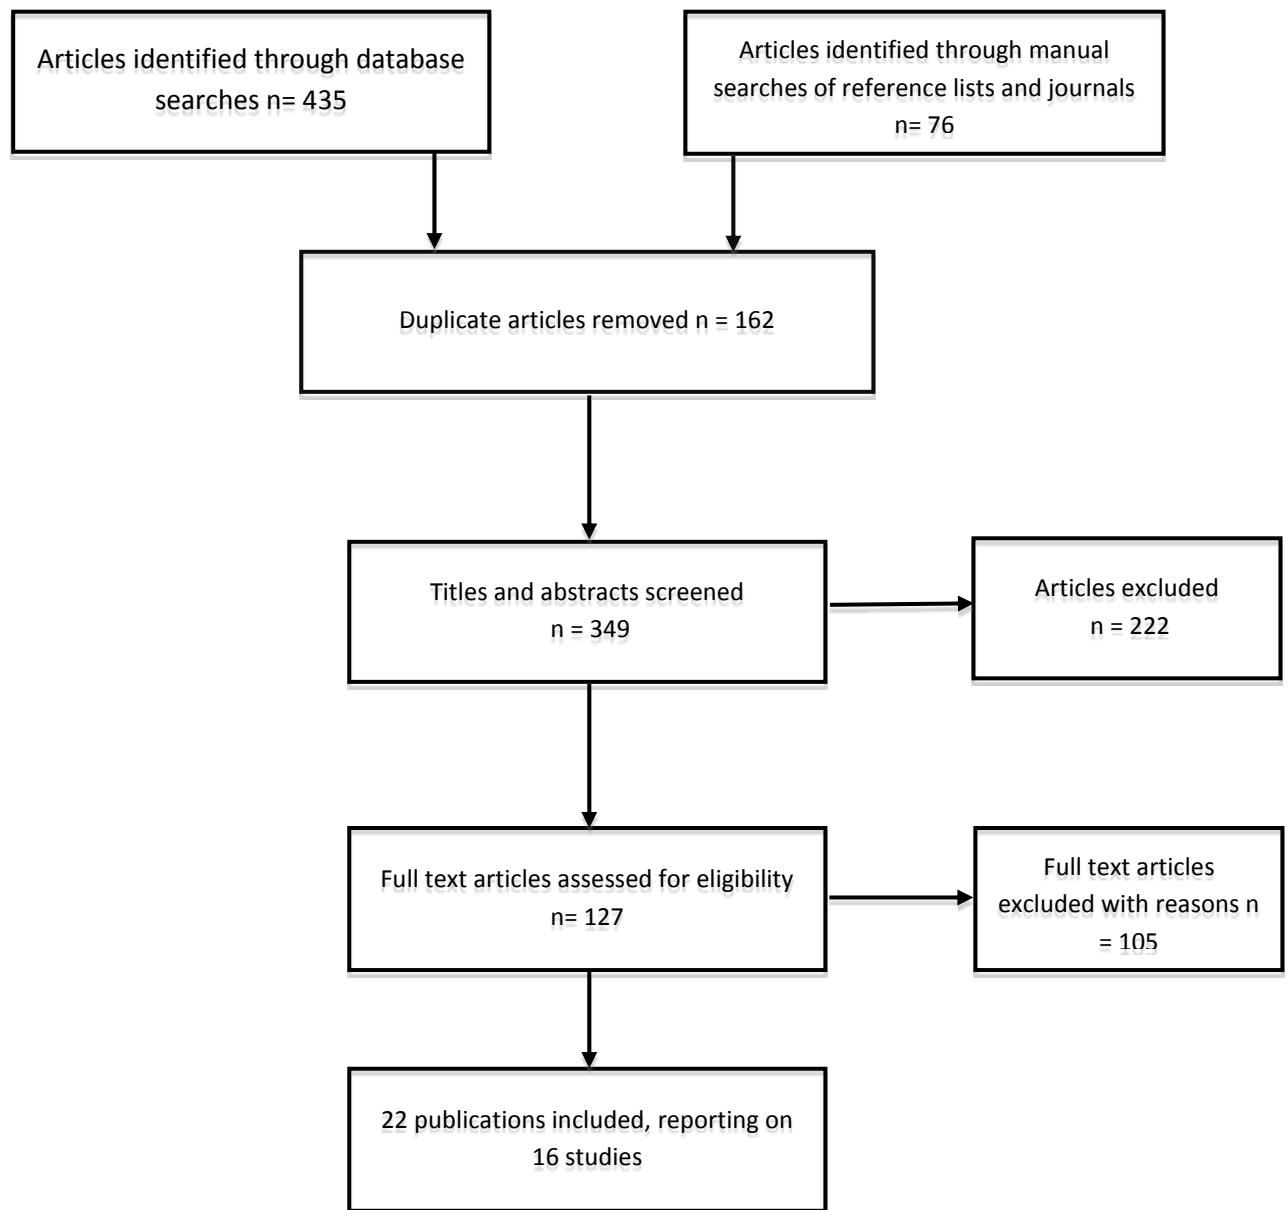 Articles identified through database
searches n= 435
Articles identified through manual
searches of reference lists and journals
n= 76
Duplicate articles removed n = 162
Titles and abstracts screened
n = 349
Articles excluded
n = 222
Full text articles assessed for eligibility
n= 127
Full text articles
excluded with reasons n
= 105
22 publications included, reporting on
16 studies